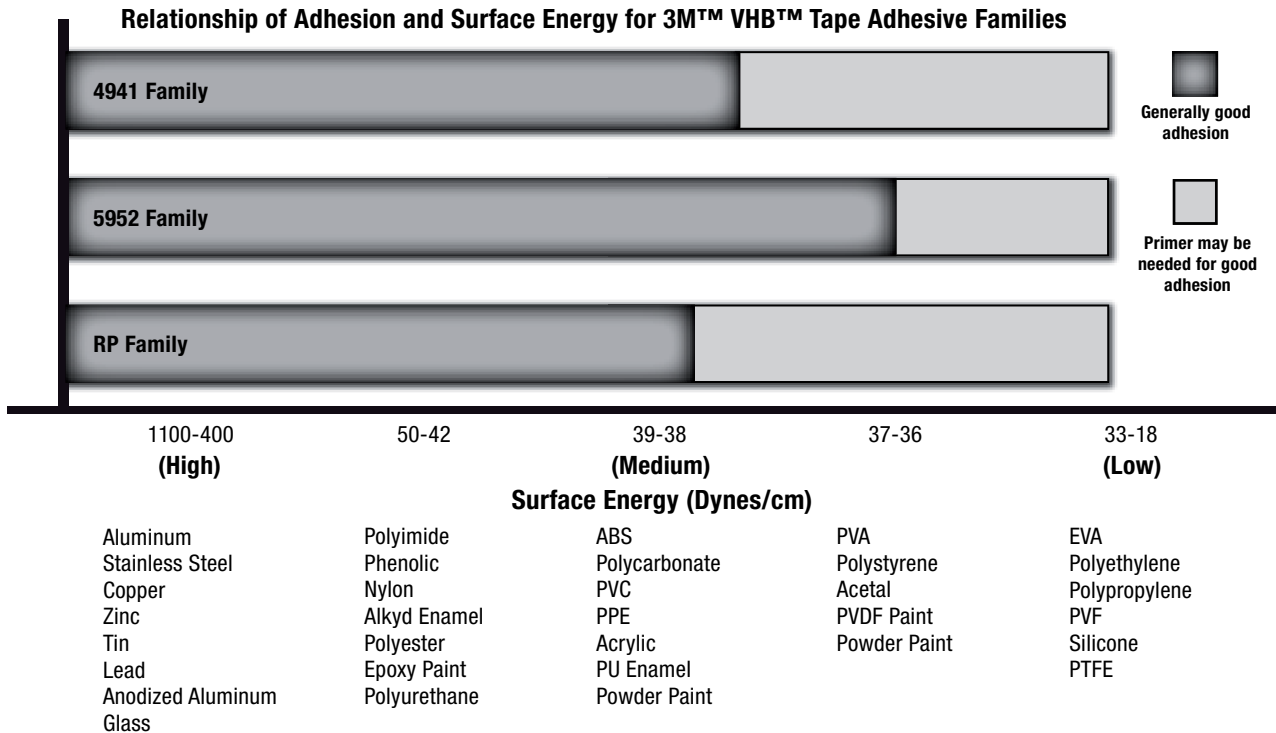 Relationship of Adhesion and Surface Energy for 3M™ VHB™ Tape Adhesive Families
4941 Family
Generally good
adhesion
5952 Family
Primer may be
needed for good
adhesion
RP Family
1100-400 50-42 39-38 37-36 33-18
(High) (Medium) (Low)
Surface Energy (Dynes/cm)
Aluminum
Stainless Steel
Copper
Zinc
Tin
Lead
Anodized Aluminum
Glass
Polyimide
Phenolic
Nylon
Alkyd Enamel
Polyester
Epoxy Paint
Polyurethane
ABS
Polycarbonate
PVC
PPE
Acrylic
PU Enamel
Powder Paint
PVA
Polystyrene
Acetal
PVDF Paint
Powder Paint
EVA
Polyethylene
Polypropylene
PVF
Silicone
PTFE